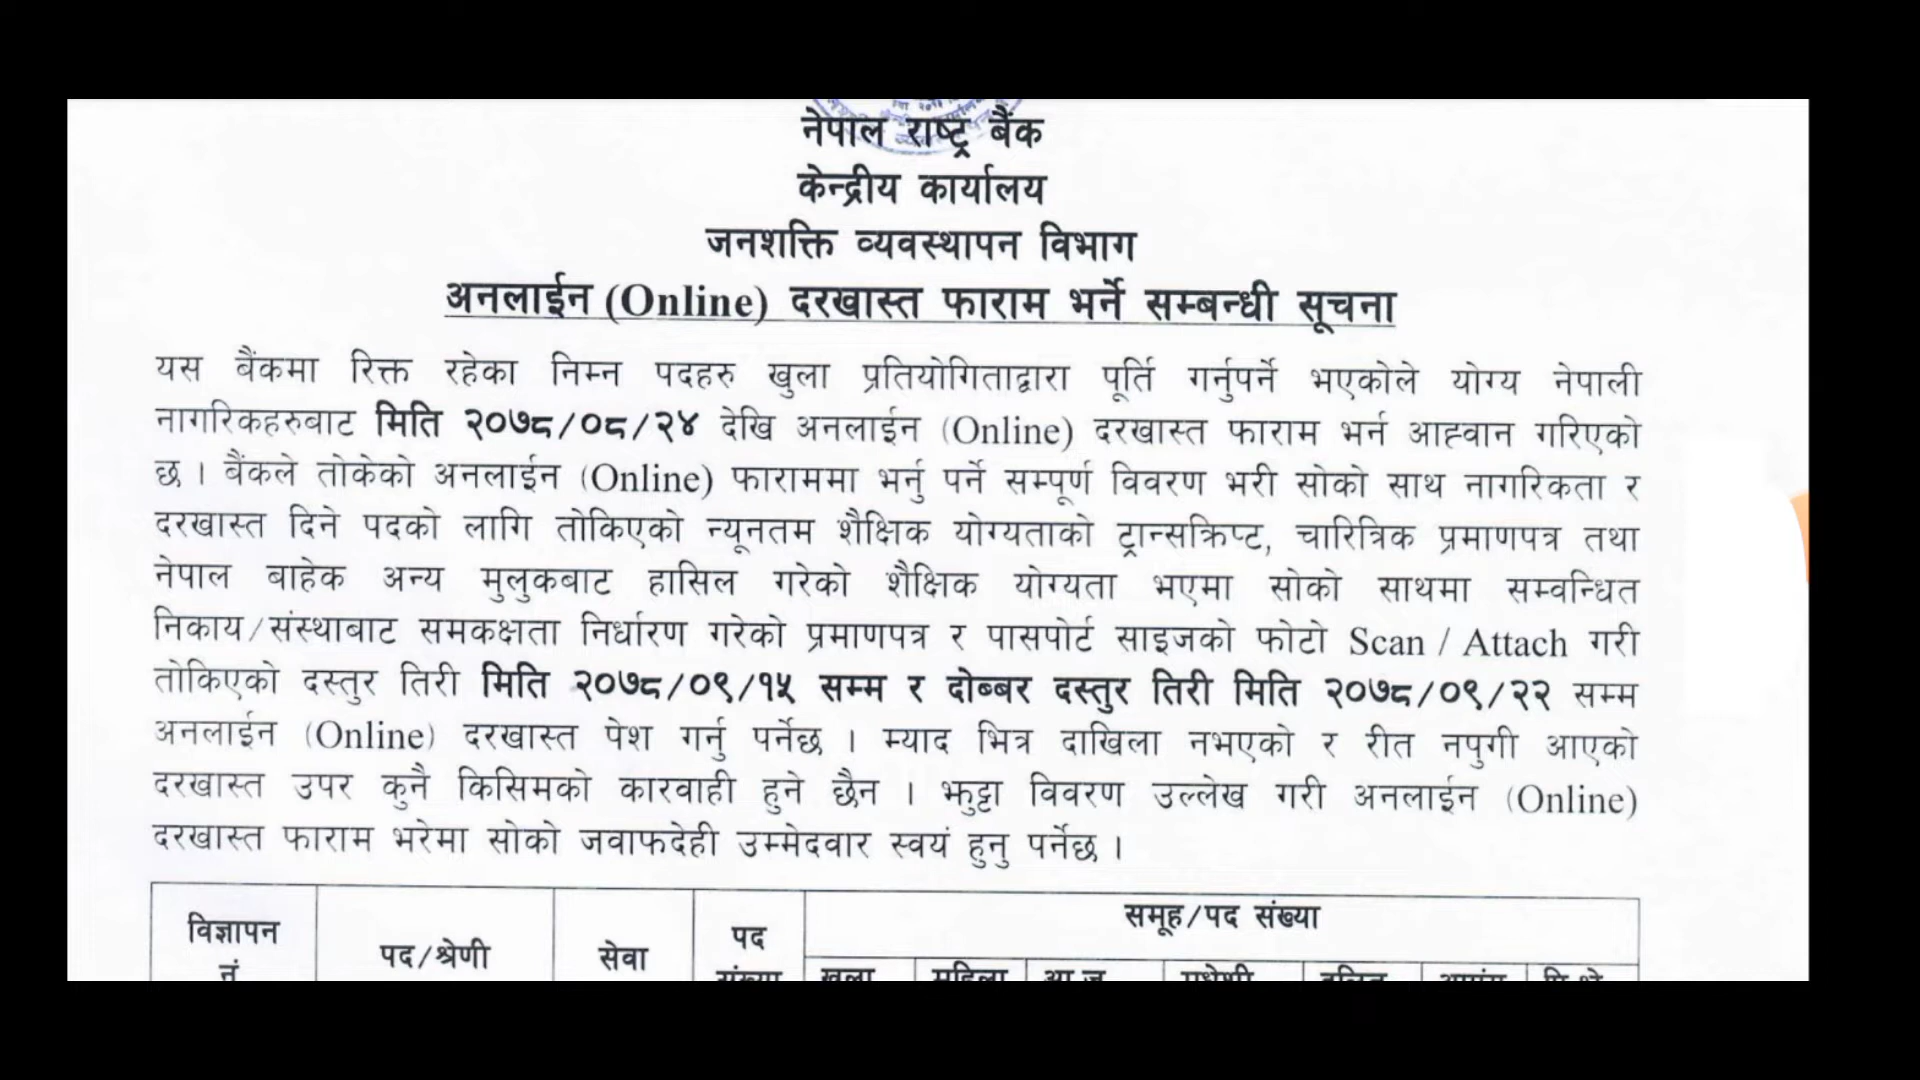 नेपाल राष्ट्र बैंक
केन्द्रीय कार्यालय
जनशक्ति व्यवस्थापन विभाग
अनलाईन (Online) दरखास्त फाराम भर्ने सम्बन्धी सूचना
यस बैंकमा रिक्त रहेका निम्न पदहरु खुला प्रतियोगिताद्वारा पूर्ति गर्नुपर्ने भएकोले योग्य नेपाली
नागरिकहरुबाट मिति २०७८/०८/२४ देखि अनलाईन (Online) दरखास्त फाराम भर्न आह्वान गरिएको
छ । बैंकले तोकेको अनलाईन (Online) फाराममा भर्नु पर्ने सम्पूर्ण विवरण भरी सोको साथ नागरिकता र
दरखास्त दिने पदको लागि तोकिएको न्यूनतम शैक्षिक योग्यताको ट्रान्सक्रिप्ट, चारित्रिक प्रमाणपत्र तथा
नेपाल बाहेक अन्य मुलुकबाट हासिल गरेको शैक्षिक योग्यता भएमा सोको साथमा सम्वन्धित
निकाय/संस्थाबाट समकक्षता निर्धारण गरेको प्रमाणपत्र र पासपोर्ट साइजको फोटो Scan / Attach गरी
तोकिएको दस्तुर तिरी मिति २०७८/०९/१५ सम्म र दोब्बर दस्तुर तिरी मिति २०७८/०९/२२ सम्म
अनलाईन (Online) दरखास्त पेश गर्नु पर्नेछ । म्याद भित्र दाखिला नभएको र रीत नपुगी आएको
दरखास्त उपर कुनै किसिमको कारवाही हुने छैन । झुट्टा विवरण उल्लेख गरी अनलाईन (Online)
दरखास्त फाराम भरेमा सोको जवाफदेही उम्मेदवार स्वयं हुनु पर्नेछ ।
समूह/पद संख्या
विज्ञापन नं पद/श्रेणी सेवा पद